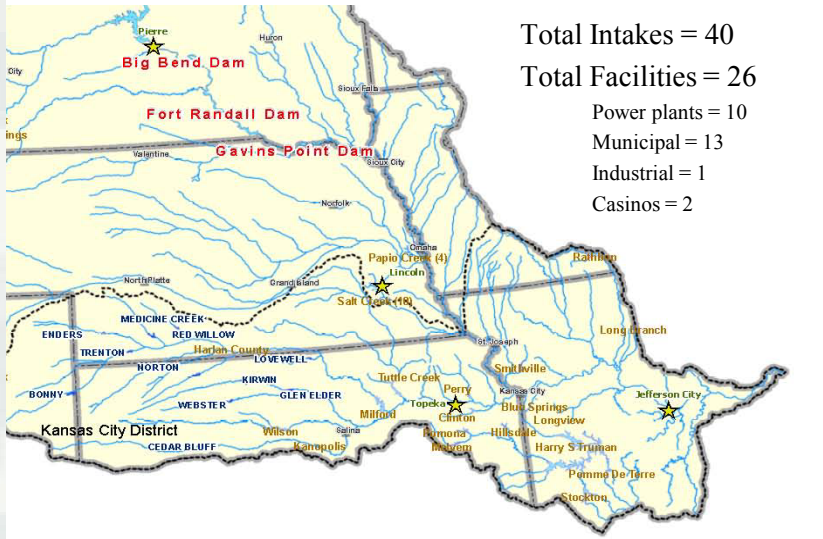 Total Intakes = 40
Total Facilities = 26
Power plants = 10
Municipal = 13
Industrial = 1
Casinos = 2
Pierre
Huron
Big Bend Dam
City
Sioux Falls
Fort Randall Dam
ings
Gavins Point Dam
Valentine
Sioux City
Norfolk
Omaha
Papio Creek (4)
Rathbun
Lincoln
North Platte
Grand Island
Salt Creek (10)
MEDICINE CREEK
ENDERS
RED WILLOW
Long Branch
St. Joseph
TRENTON
Harlan County
LOVEWELL
NORTON
Smithville
KIRWIN
Tuttle Creek
Perry
Kansas City
BONNY
GLEN ELDER
Jefferson City
WEBSTER
Topeka
Blue Springs
Milford
Clinton
Longview
Kansas City District
Wilson
Salina
Pomona
Hillsdale
CEDAR BLUFF
Kanopolis
Melvern
Harry S Truman
Pomme De Terre
Stockton